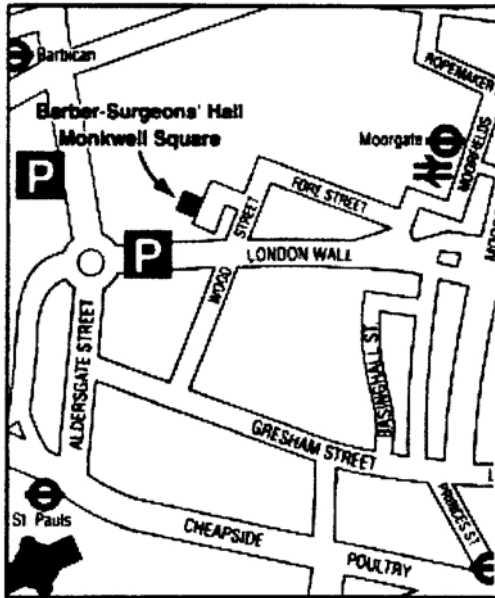 Barbican
ROPEMAKER
Barber-Surgeons' Hall
Monkwell Square
Moorgate
MOORFIELDS
P
FORE STREET
P
WOOD STREET
LONDON WALL
ALDERSGATE STREET
BASINGHALL ST.
GRESHAM STREET
St Pauls
CHEAPSIDE
PRINCES ST.
POULTRY